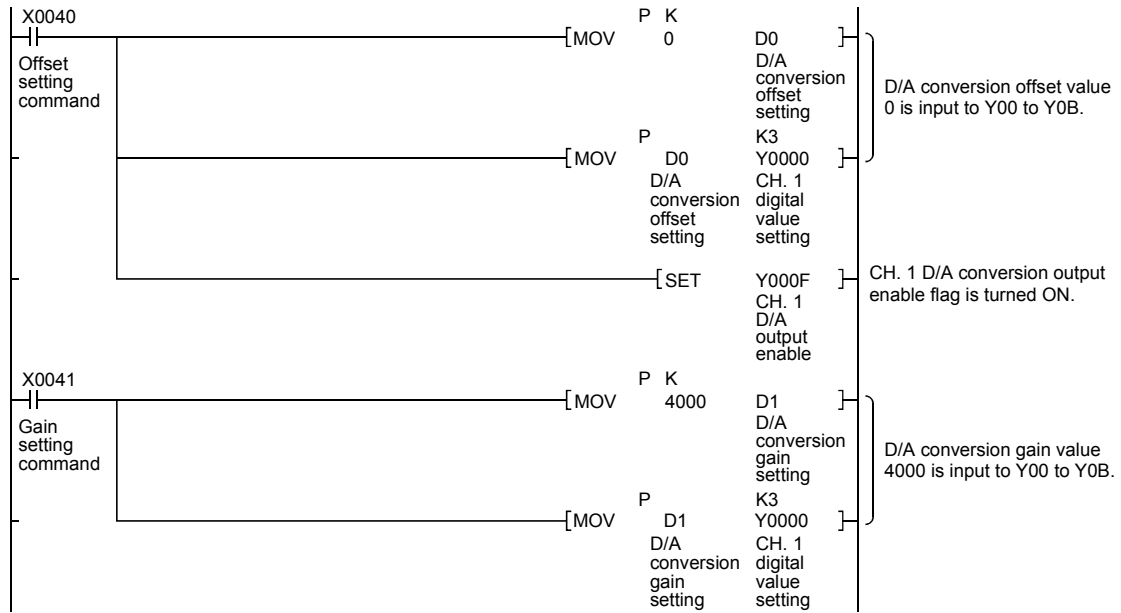 X0040
P K
[MOV 0 D0 ]
Offset
setting
command
D/A
conversion
offset
setting
D/A conversion offset value
0 is input to Y00 to Y0B.
P K3
[MOV D0 Y0000 ]
D/A
conversion
offset
setting
CH. 1
digital
value
setting
[SET Y000F ]
CH. 1
D/A
output
enable
CH. 1 D/A conversion output
enable flag is turned ON.
X0041
P K
[MOV 4000 D1 ]
Gain
setting
command
D/A
conversion
gain
setting
D/A conversion gain value
4000 is input to Y00 to Y0B.
P K3
[MOV D1 Y0000 ]
D/A
conversion
gain
setting
CH. 1
digital
value
setting